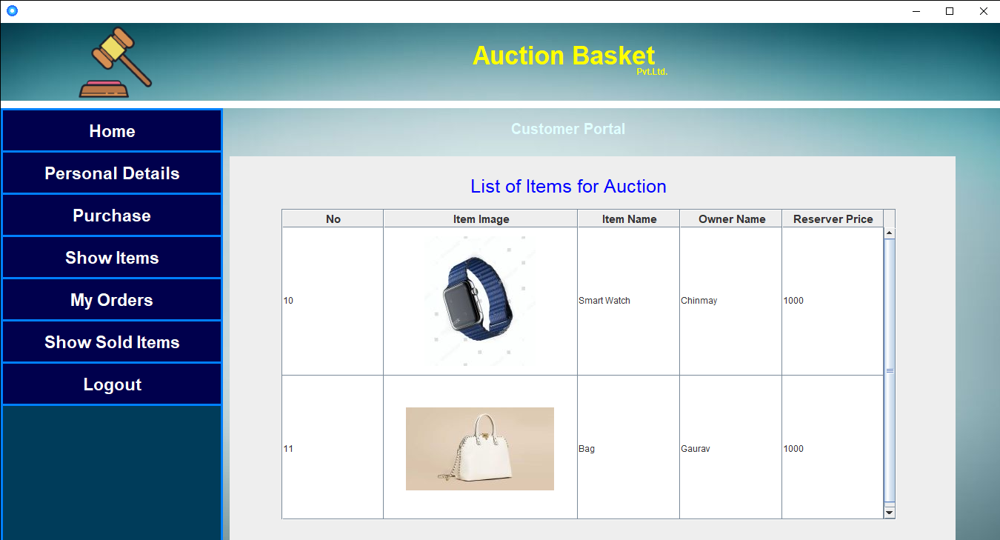 Auction Basket
Pvt.Ltd.
Customer Portal
Home
Personal Details
Purchase
Show Items
My Orders
Show Sold Items
Logout
List of Items for Auction
No Item Image Item Name Owner Name Reserver Price
10 Smart Watch Chinmay 1000
11 Bag Gaurav 1000